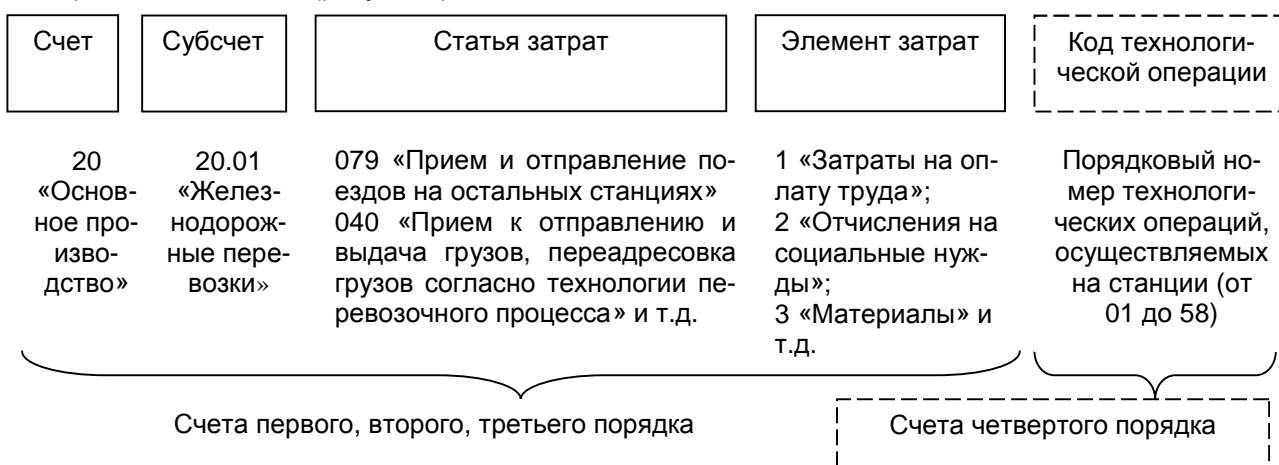 Счет
Субсчет
Статья затрат
Элемент затрат
Код технологи-
ческой операции
20
«Основ-
ное про-
изво-
дство»
20.01
«Желез-
нодорож-
ные пере-
возки»
079 «Прием и отправление по-
ездов на остальных станциях»
040 «Прием к отправлению и
выдача грузов, переадресовка
грузов согласно технологии пе-
ревозочного процесса» и т.д.
1 «Затраты на оп-
лату труда»;
2 «Отчисления на
социальные нуж-
ды»;
3 «Материалы» и
т.д.
Порядковый но-
мер технологи-
ческих операций,
осуществляемых
на станции (от
01 до 58)
Счета первого, второго, третьего порядка
Счета четвертого порядка